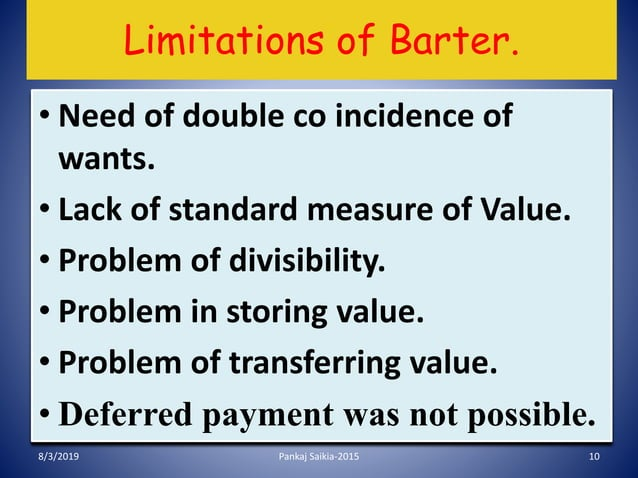 Limitations of Barter.
• Need of double co incidence of
wants.
• Lack of standard measure of Value.
• Problem of divisibility.
• Problem in storing value.
• Problem of transferring value.
• Deferred payment was not possible.
8/3/2019 Pankaj Saikia-2015 10